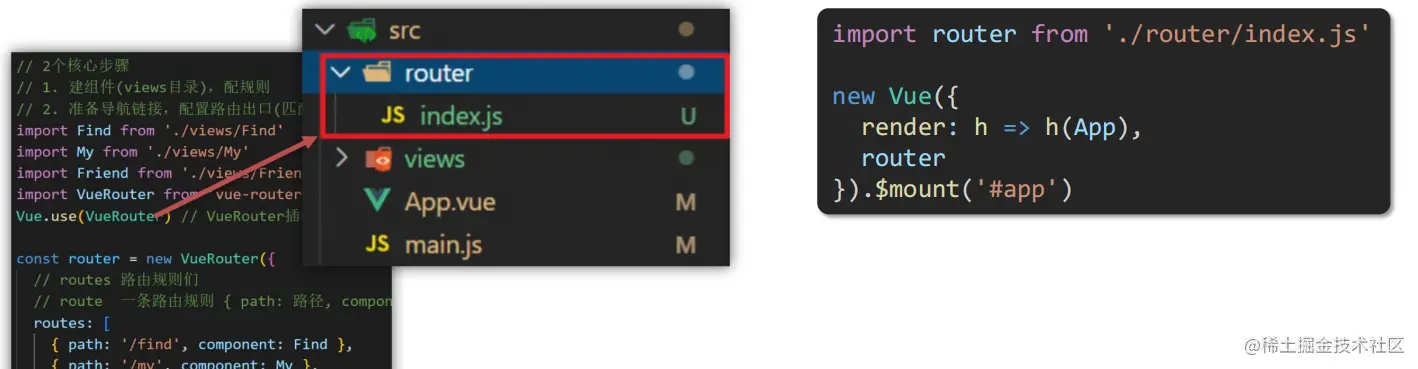 // 2个核心步骤
// 1. 建组件(views目录)，配规则
// 2. 准备导航链接，配置路由出口(匹配
import Find from './views/Find'
import My from './views/My'
import Friend from './views/Frien
import VueRouter from 'vue-router
Vue.use(VueRouter) // VueRouter插
const router = new VueRouter({
// routes 路由规则们
// route 一条路由规则 { path: 路径, compon
routes: [
{ path: '/find', component: Find },
{ path: '/my', component: My },
src
router
JS index.js U
views
App.vue M
JS main.js M
import router from './router/index.js'
new Vue({
render: h => h(App),
router
}).$mount('#app')
@稀土掘金技术社区